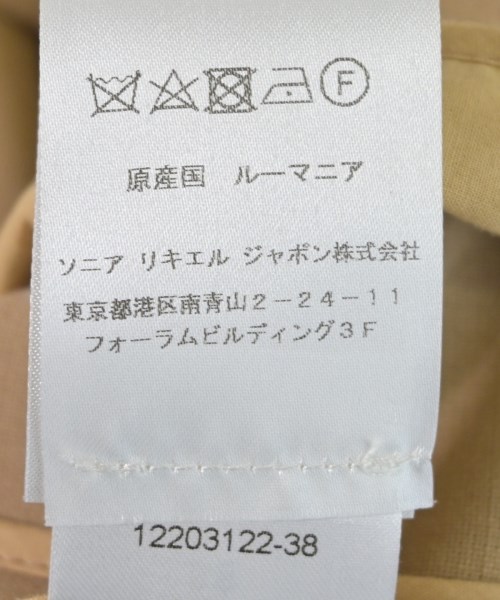 F
原産国 ルーマニア
ソニア リキエル ジャポン株式会社
東京都港区南青山2-24-11
フォーラムビルディング3F
12203122-38